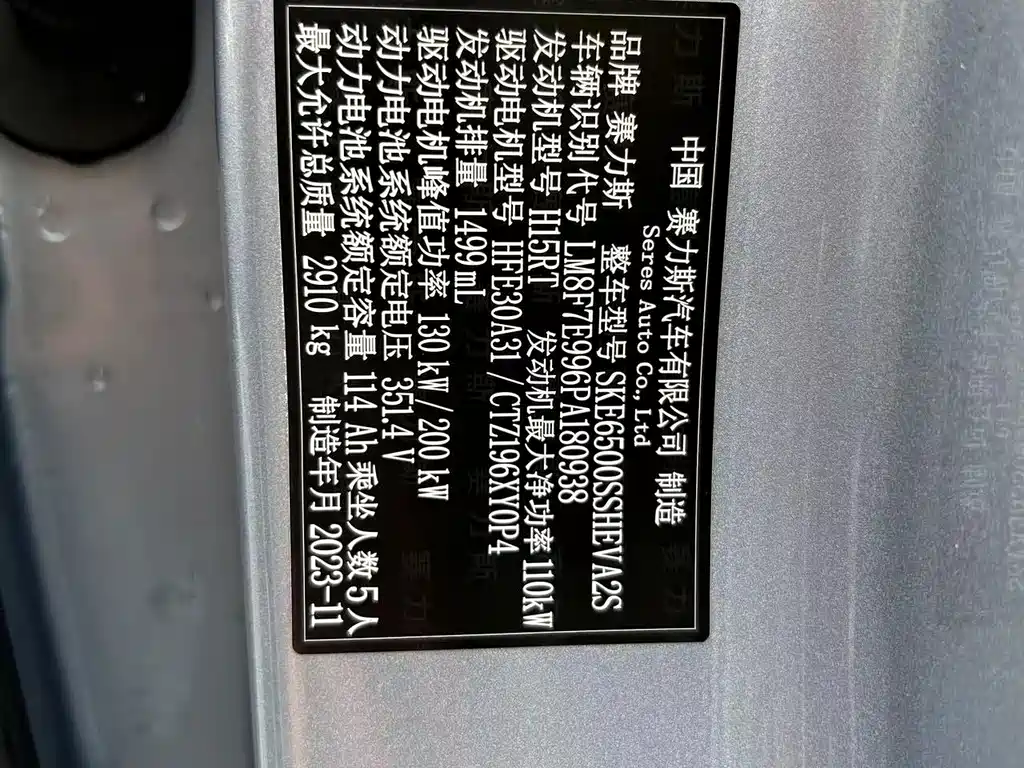 中国 赛力斯汽车有限公司 制造
Seres Auto Co., Ltd
品牌 赛力斯 整车型号 SKE6500SSHEVA2S
车辆识别代号 LM8F7E996PA180938
发动机型号 H15RT 发动机最大净功率 110kW
驱动电机型号 HFE30A31 / CTZ196XY0P4
发动机排量 1499 mL
驱动电机峰值功率 130 kW / 200 kW
动力电池系统额定电压 351.4 V
动力电池系统额定容量 114 Ah 乘坐人数 5 人
最大允许总质量 2910 kg 制造年月 2023-11